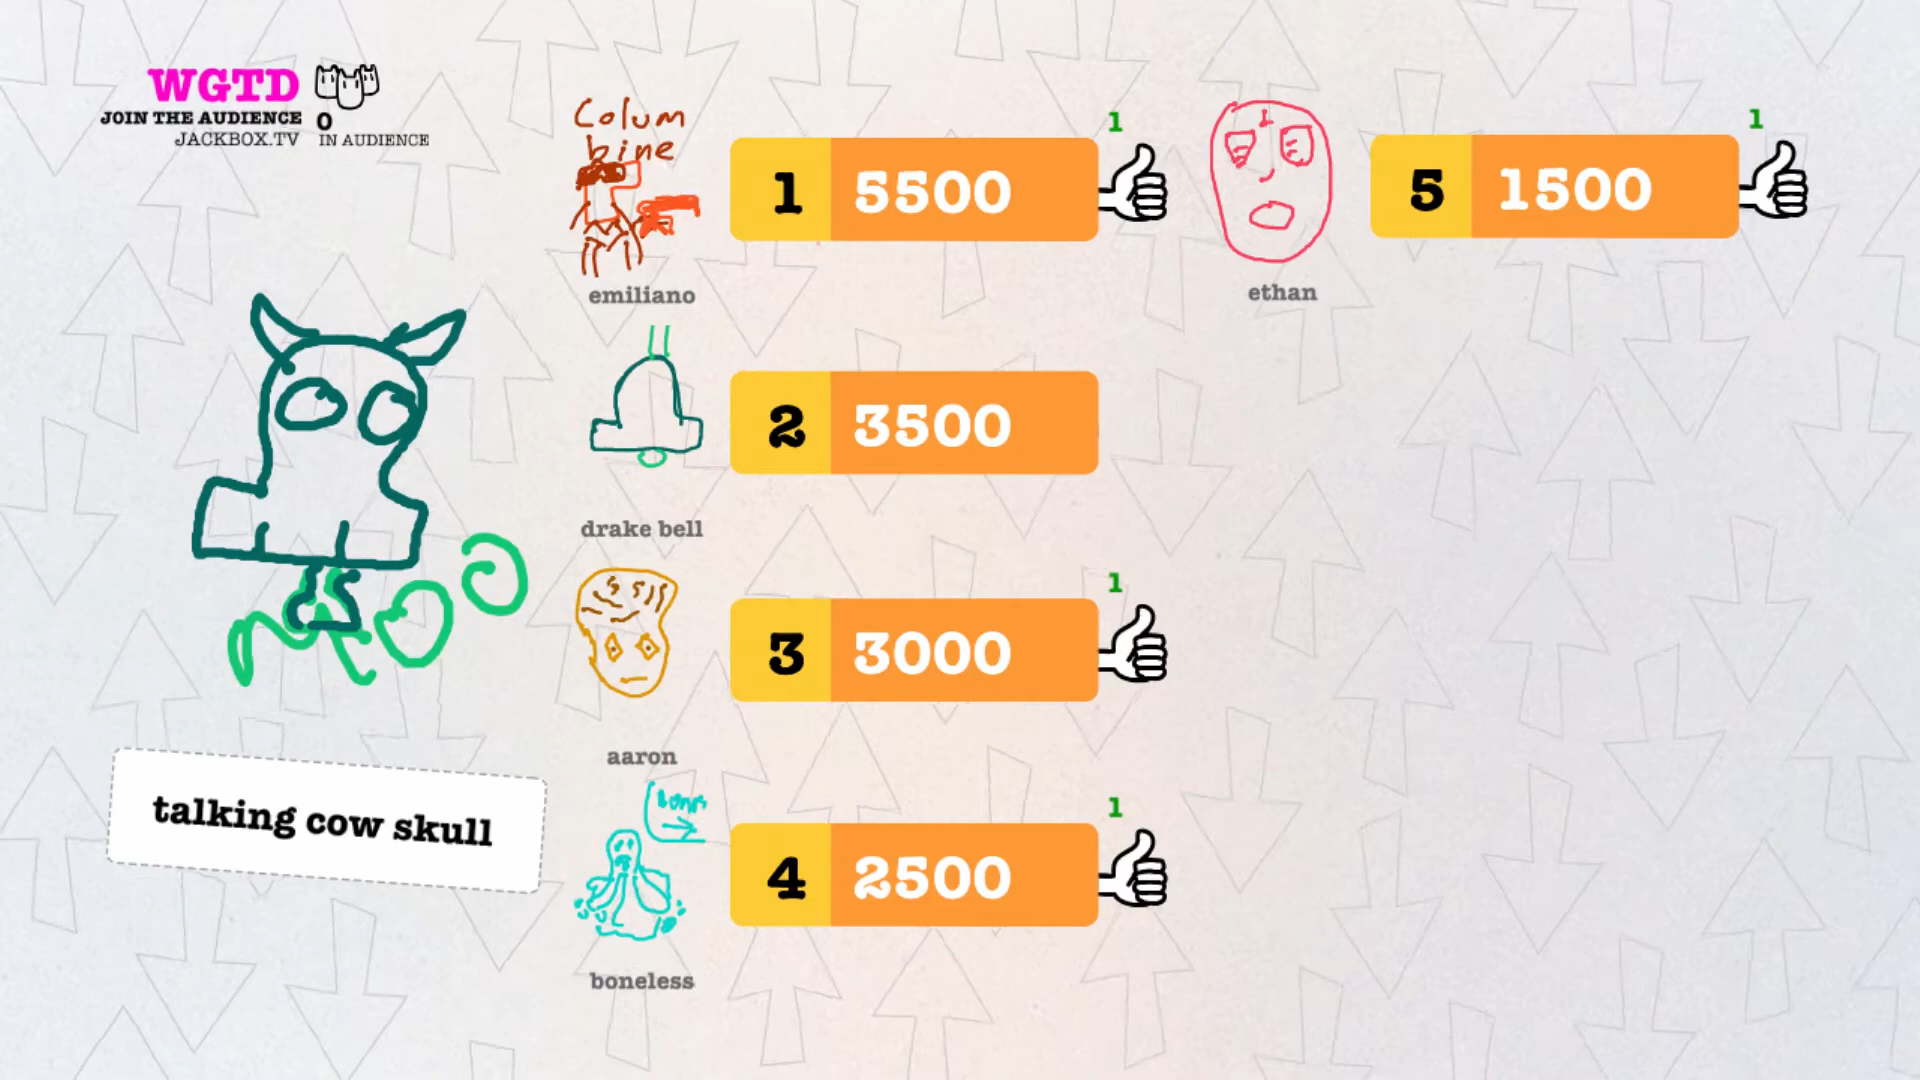 WGTD
JOIN THE AUDIENCE
JACKBOX.TV
0
IN AUDIENCE
Colum
bine
1 5500
1
emiliano
5 1500
1
ethan
2 3500
drake bell
3 3000
1
aaron
4 2500
1
boneless
talking cow skull